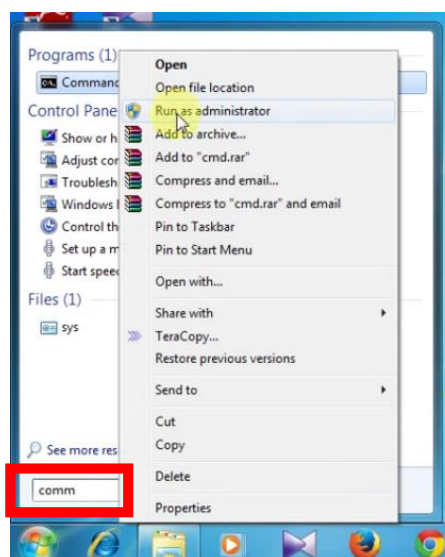 Programs (1)
Command
Control Pane
Show or h
Adjust cor
Troublesh
Windows
Control th
Set up a m
Start speec
Files (1)
sys
See more res
comm
Open
Open file location
Run as administrator
Add to archive...
Add to "cmd.rar"
Compress and email...
Compress to "cmd.rar" and email
Pin to Taskbar
Pin to Start Menu
Open with...
Share with
TeraCopy...
Restore previous versions
Send to
Cut
Copy
Delete
Properties